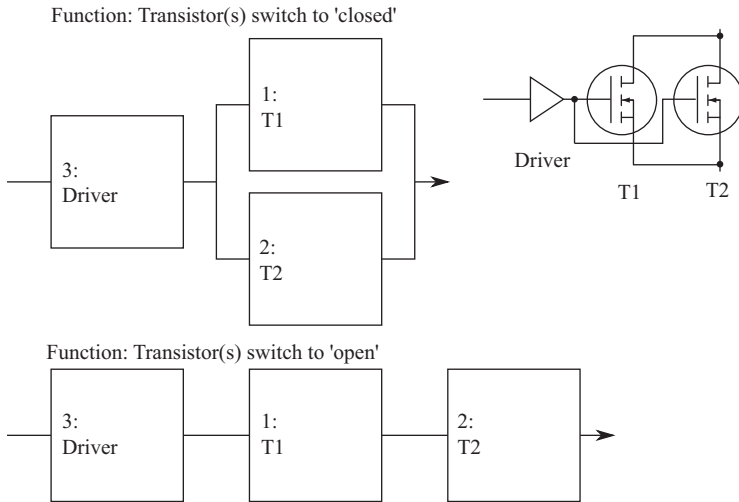 Function: Transistor(s) switch to 'closed'
1:
T1
3:
Driver
2:
T2
Driver
T1
T2
Function: Transistor(s) switch to 'open'
3:
Driver
1:
T1
2:
T2